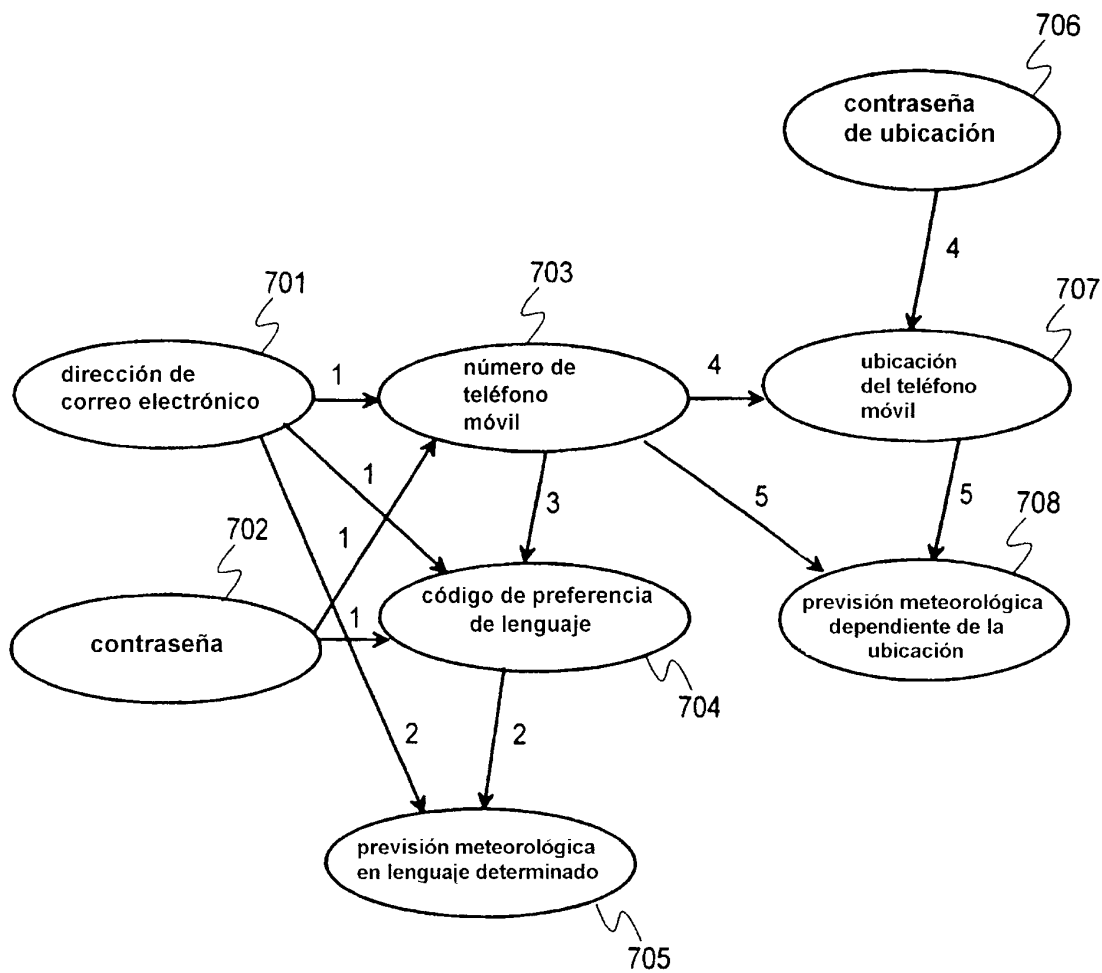 706
contraseña
de ubicación
4
701
703
707
dirección de
correo electrónico
1
número de
teléfono
móvil
4
ubicación
del teléfono
móvil
1
3
5
5
708
702
1
contraseña
1
código de preferencia
de lenguaje
previsión meteorológica
dependiente de la
ubicación
704
2
2
previsión meteorológica
en lenguaje determinado
705